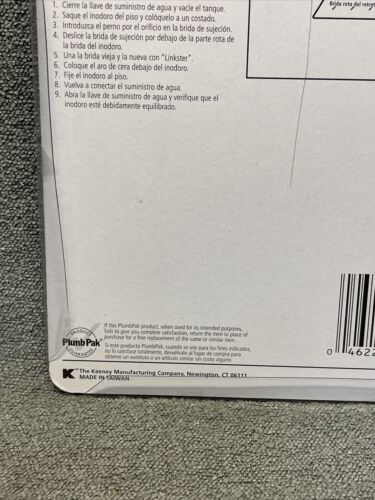 Brida rota del retrete
1. Cierre la llave de suministro de agua y vacíe el tanque.
2. Saque el inodoro del piso y colóquelo a un costado.
3. Introduzca el perno por el orificio en la brida de sujeción.
4. Deslice la brida de sujeción por debajo de la parte rota de
la brida del inodoro.
5. Una la brida vieja y la nueva con "Linkster".
6. Coloque el aro de cera debajo del inodoro.
7. Fije el inodoro al piso.
8. Vuelva a conectar el suministro de agua.
9. Abra la llave de suministro de agua y verifique que el
inodoro esté debidamente equilibrado.
PRODUCT
PlumbPak
GUARANTEE
If this PlumbPak product, when used for its intended purposes,
fails to give you complete satisfaction, return the item to place of
purchase for a free replacement of the same or similar item.
Si este producto PlumbPak, cuando se use para los fines indicados,
no lo satisface totalmente, devuélvalo al lugar de compra para
obtener un sustituto o un artículo similar sin costo alguno.
0 4622
K The Keeney Manufacturing Company, Newington, CT 06111
MADE IN TAIWAN